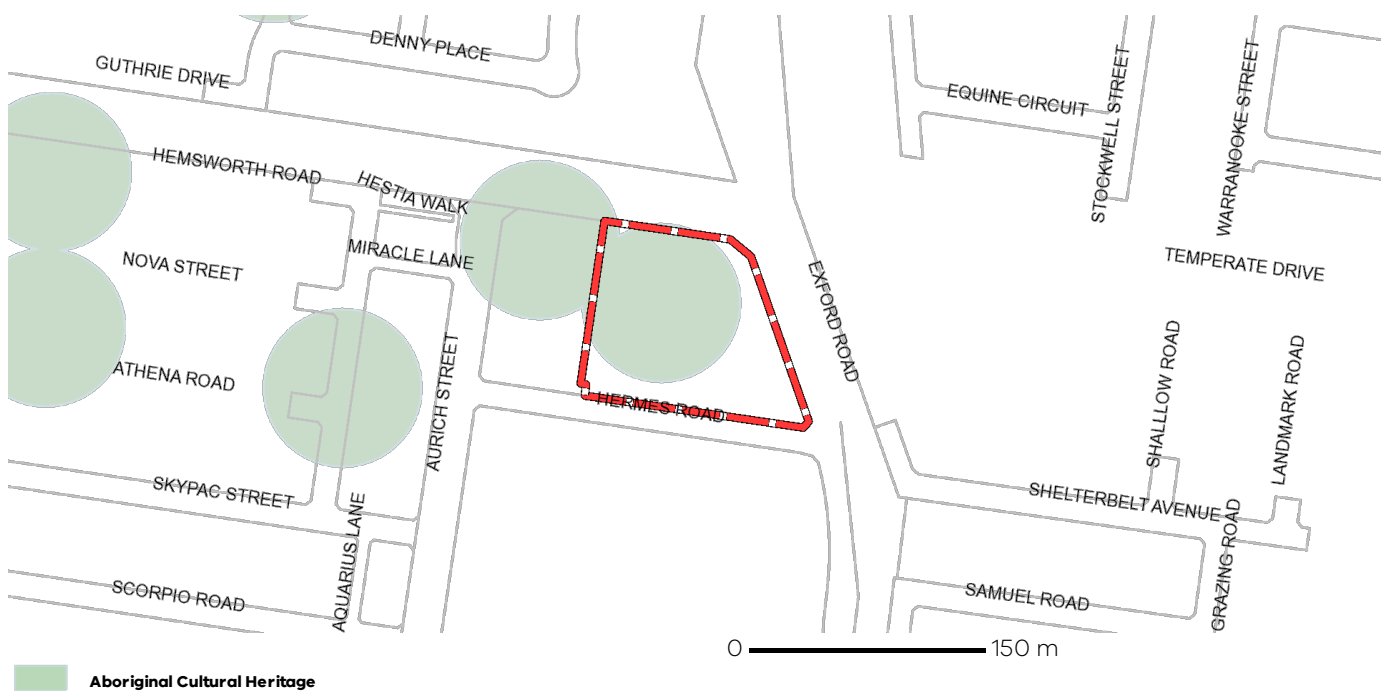 DENNY PLACE
GUTHRIE DRIVE
EQUINE CIRCUIT
STOCKWELL STREET
WARRANOOKE STREET
HEMSWORTH ROAD
HESTIA WALK
MIRACLE LANE
NOVA STREET
TEMPERATE DRIVE
EXFORD ROAD
ATHENA ROAD
AURICH STREET
HERMES ROAD
SHALLLOW ROAD
LANDMARK ROAD
SKYPAC STREET
SHELTERBELT AVENUE
AQUARIUS LANE
GRAZING ROAD
SCORPIO ROAD
SAMUEL ROAD
0 150 m
Aboriginal Cultural Heritage